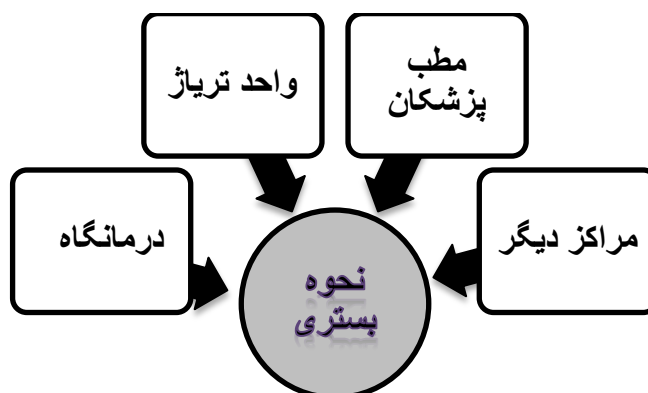 مطب
پزشکان
واحد تریاژ
مراکز دیگر
درمانگاه
نحوه
بستری